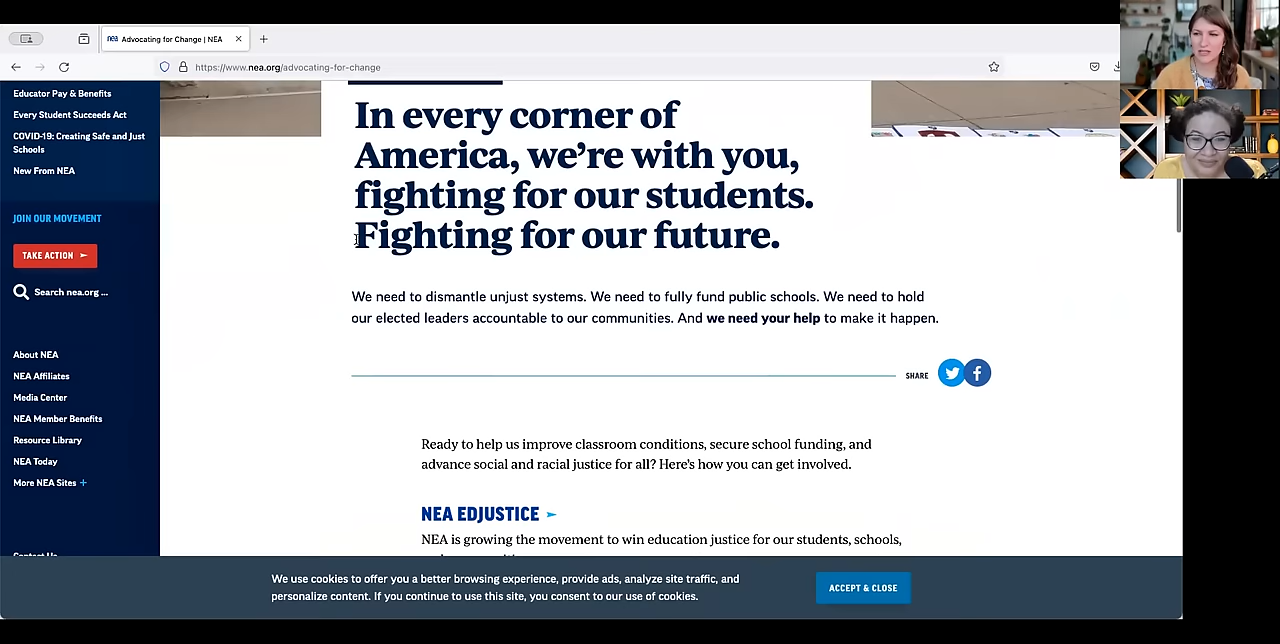 nea Advocating for Change | NEA
https://www.nea.org/advocating-for-change
Educator Pay & Benefits
Every Student Succeeds Act
COVID-19: Creating Safe and Just
Schools
New From NEA
JOIN OUR MOVEMENT
TAKE ACTION
Search nea.org ...
About NEA
NEA Affiliates
Media Center
NEA Member Benefits
Resource Library
NEA Today
More NEA Sites +
Contact Us
In every corner of
America, we’re with you,
fighting for our students.
Fighting for our future.
We need to dismantle unjust systems. We need to fully fund public schools. We need to hold
our elected leaders accountable to our communities. And we need your help to make it happen.
SHARE
Ready to help us improve classroom conditions, secure school funding, and
advance social and racial justice for all? Here’s how you can get involved.
NEA EDJUSTICE
NEA is growing the movement to win education justice for our students, schools,
We use cookies to offer you a better browsing experience, provide ads, analyze site traffic, and
personalize content. If you continue to use this site, you consent to our use of cookies.
ACCEPT & CLOSE